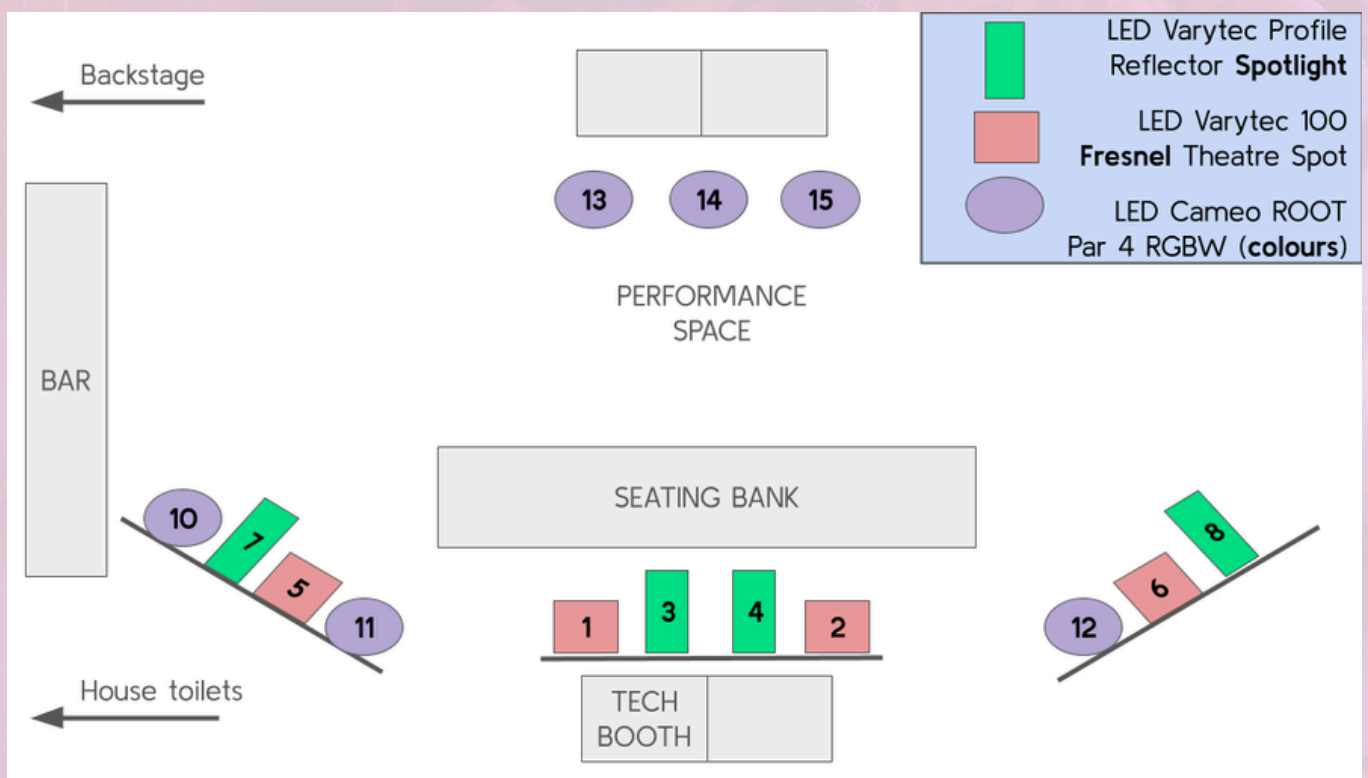 Backstage
LED Varytec Profile
Reflector Spotlight
LED Varytec 100
Fresnel Theatre Spot
LED Cameo ROOT
Par 4 RGBW (colours)
13
14
15
PERFORMANCE
SPACE
BAR
SEATING BANK
10
7
5
11
1
3
4
2
12
6
8
House toilets
TECH
BOOTH